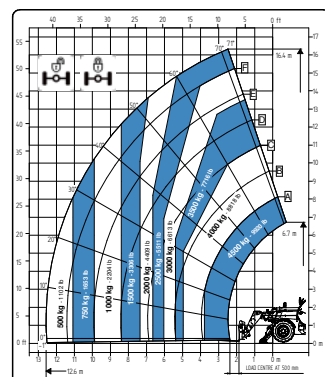 40 35 30 25 20 15 10 5 0 ft
55
50
45
40
35
30
25
20
15
10
5
0 ft
70° 71°
60°
50°
40°
30°
20°
10°
0°
F
E
D
C
B
A
16.4 m
6.7 m
17
16
15
14
13
12
11
10
9
8
7
6
5
4
3
2
1
0 m
500 kg - 1102 lb
750 kg - 1653 lb
1000 kg - 2204 lb
1500 kg - 3306 lb
2000 kg - 4409 lb
2500 kg - 5511 lb
3000 kg - 6613 lb
3500 kg - 7716 lb
4000 kg - 8818 lb
4500 kg - 9920 lb
13 12 11 10 9 8 7 6 5 4 3 2 1 0 m
12.6 m
LOAD CENTRE AT 500 mm